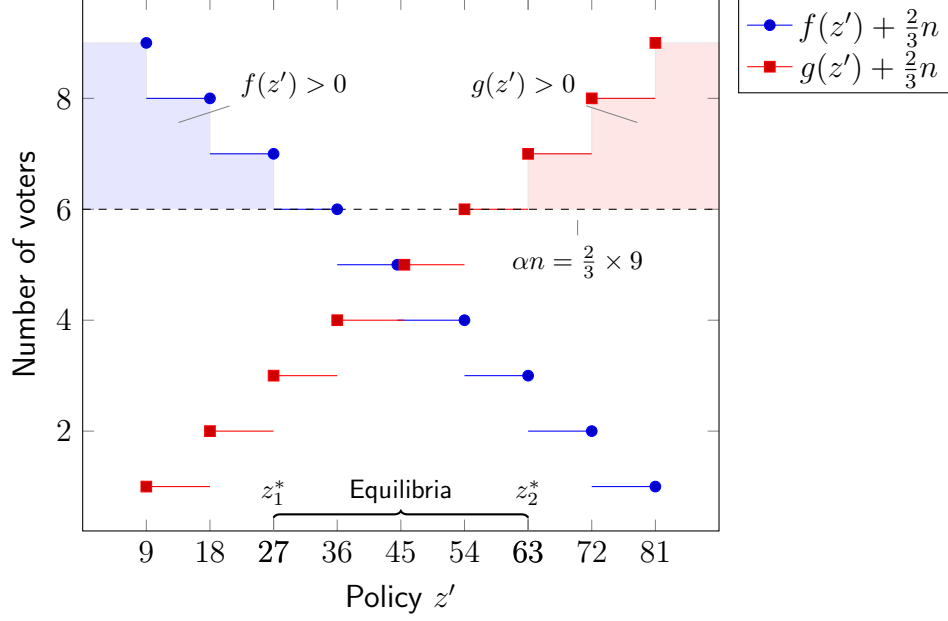 f(z′) + 2/3 n
g(z′) + 2/3 n
f(z′) > 0
g(z′) > 0
αn = 2/3 × 9
Number of voters
8
6
4
2
z₁* Equilibria z₂*
9 18 27 36 45 54 63 72 81
Policy z′